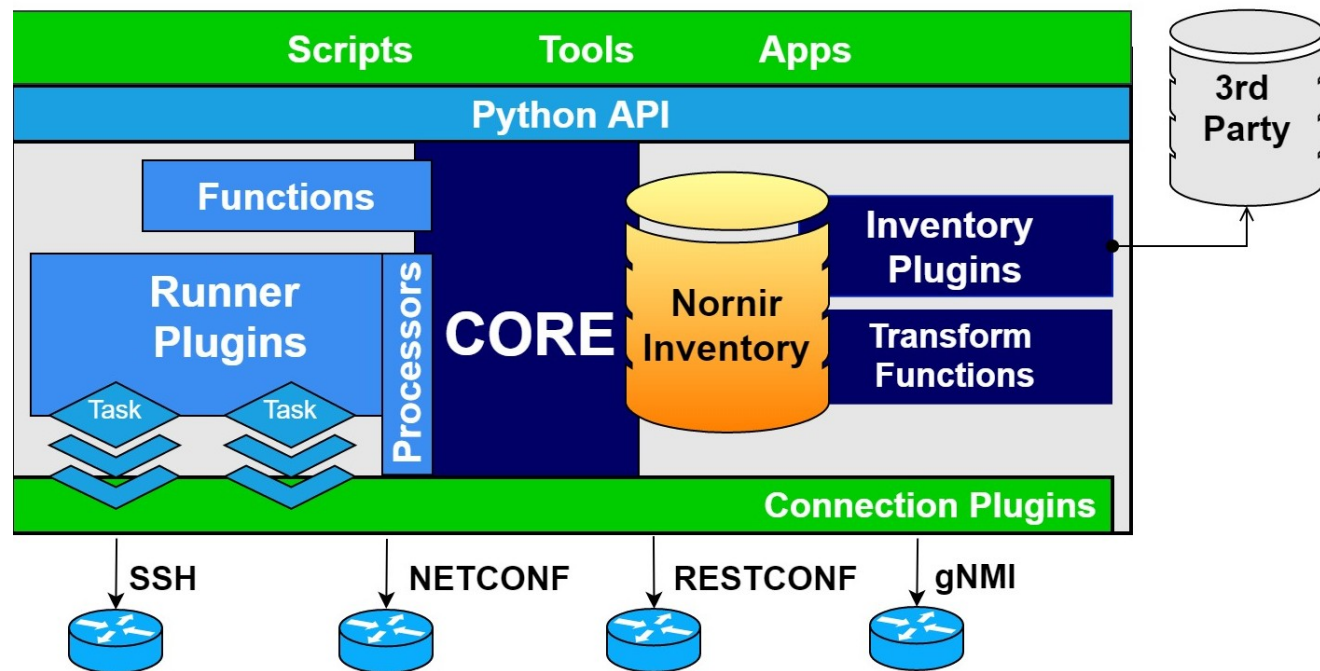 Scripts Tools Apps
Python API
3rd
Party
Functions
Runner
Plugins
Task
Task
Processors
CORE
Nornir
Inventory
Inventory
Plugins
Transform
Functions
Connection Plugins
SSH
NETCONF
RESTCONF
gNMI